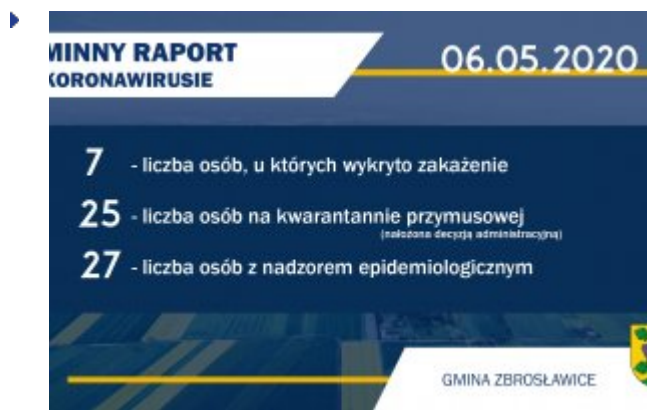 MINNY RAPORT
KORONAWIRUSIE
06.05.2020
7 - liczba osób, u których wykryto zakażenie
25 - liczba osób na kwarantannie przymusowej
(nałożona decyzją administracyjną)
27 - liczba osób z nadzorem epidemiologicznym
GMINA ZBROSŁAWICE